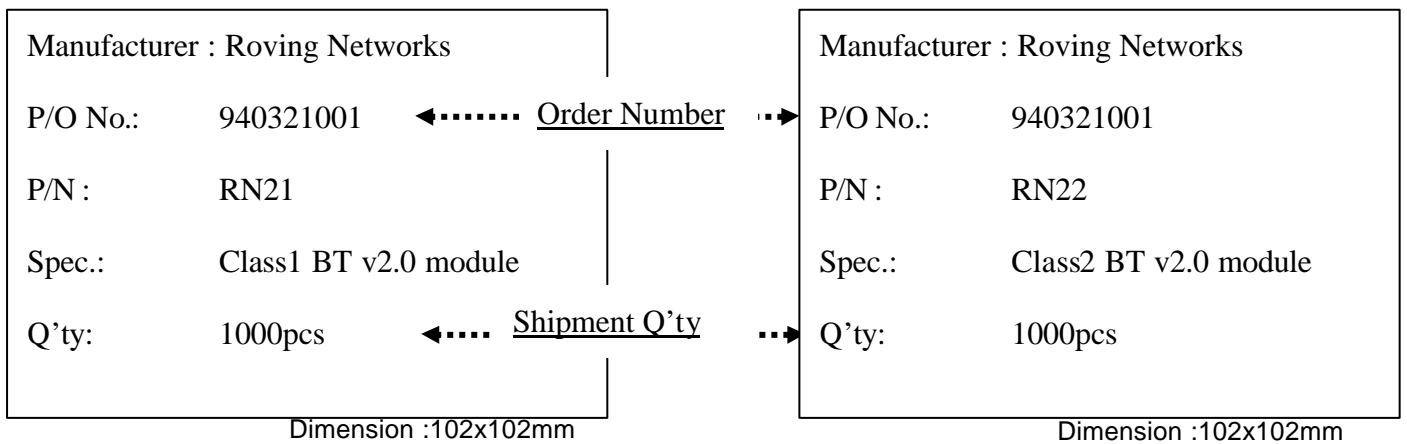 Manufacturer : Roving Networks
P/O No.: 940321001
P/N : RN21
Spec.: Class1 BT v2.0 module
Q’ty: 1000pcs
Dimension :102x102mm
Order Number
Shipment Q’ty
Manufacturer : Roving Networks
P/O No.: 940321001
P/N : RN22
Spec.: Class2 BT v2.0 module
Q’ty: 1000pcs
Dimension :102x102mm